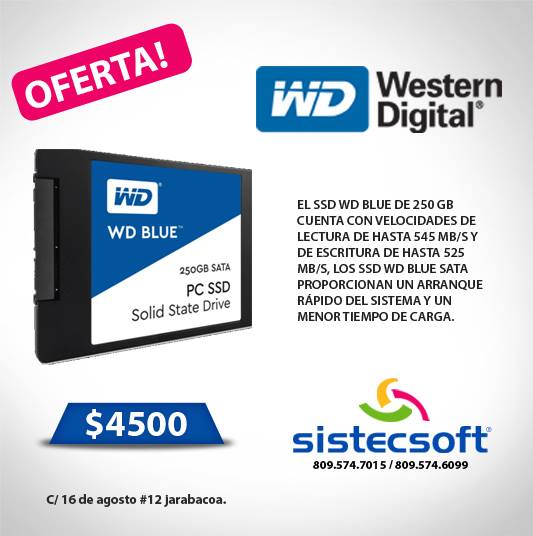 OFERTA!
WD Western Digital®
WD
WD BLUE™
250GB SATA
PC SSD
Solid State Drive
EL SSD WD BLUE DE 250 GB
CUENTA CON VELOCIDADES DE
LECTURA DE HASTA 545 MB/S Y
DE ESCRITURA DE HASTA 525
MB/S, LOS SSD WD BLUE SATA
PROPORCIONAN UN ARRANQUE
RÁPIDO DEL SISTEMA Y UN
MENOR TIEMPO DE CARGA.
$4500
sistecsoft®
809.574.7015 / 809.574.6099
C/ 16 de agosto #12 jarabacoa.